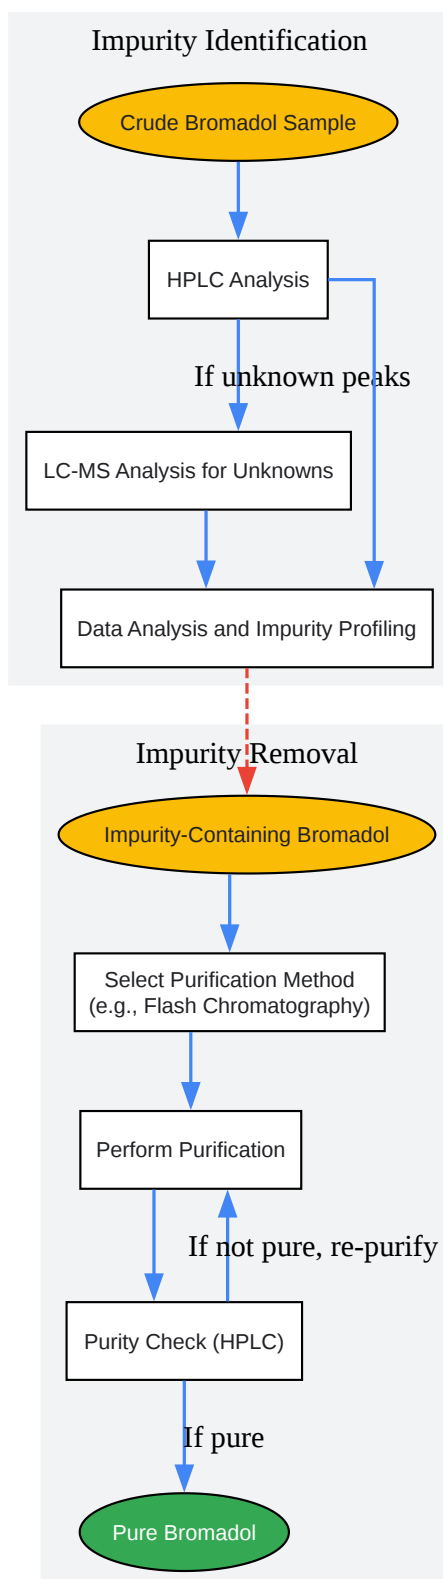 Impurity Identification
Crude Bromadol Sample
HPLC Analysis
If unknown peaks
LC-MS Analysis for Unknowns
Data Analysis and Impurity Profiling
Impurity Removal
Impurity-Containing Bromadol
Select Purification Method
(e.g., Flash Chromatography)
Perform Purification
If not pure, re-purify
Purity Check (HPLC)
If pure
Pure Bromadol